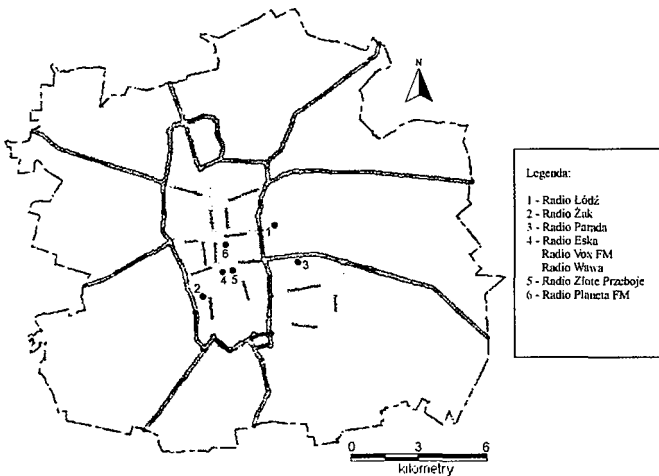 N
Legenda:
1 - Radio Łódź
2 - Radio Żak
3 - Radio Parada
4 - Radio Eska
Radio Vox FM
Radio Wawa
5 - Radio Złote Przeboje
6 - Radio Planeta FM
1
6
3
4 5
2
0 3 6
kilometry